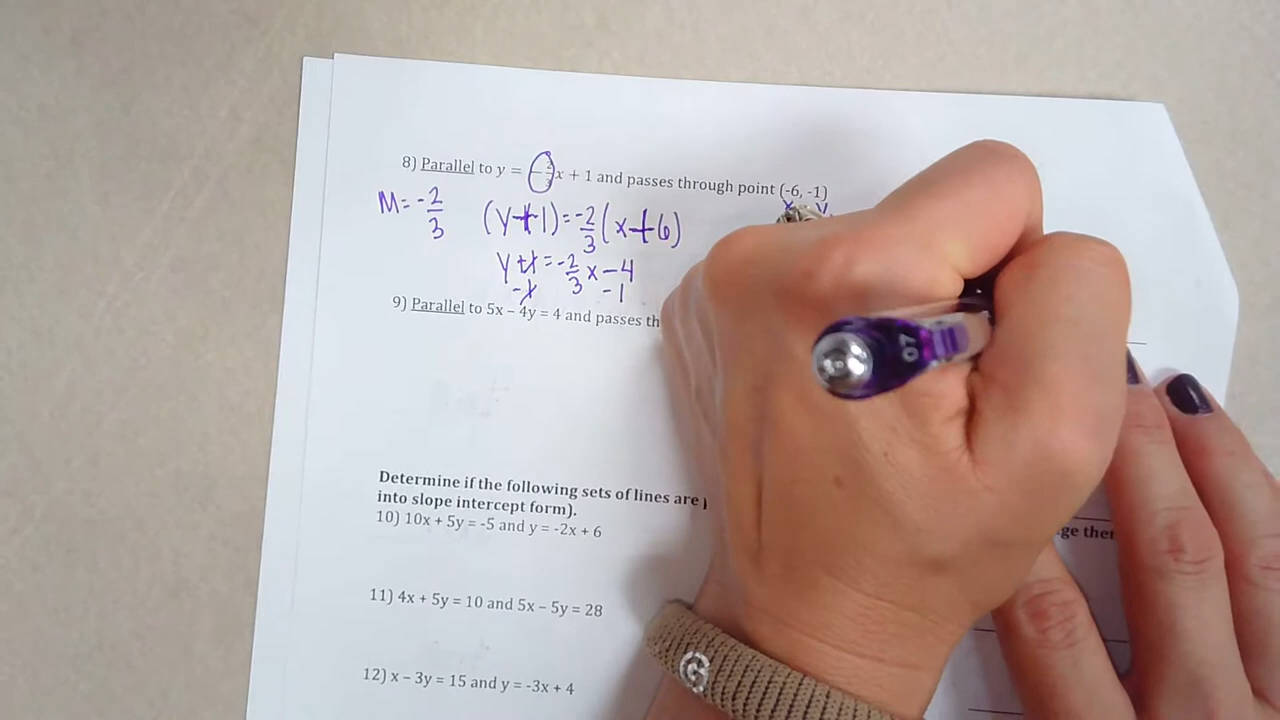 8) Parallel to y = -2/3x + 1 and passes through point (-6, -1)
x y
M = -2/3 (y+1) = -2/3(x+6)
y+1 = -2/3x - 4
-1 -1
9) Parallel to 5x – 4y = 4 and passes th
Determine if the following sets of lines are
into slope intercept form).
10) 10x + 5y = -5 and y = -2x + 6
11) 4x + 5y = 10 and 5x – 5y = 28
12) x – 3y = 15 and y = -3x + 4
07
G